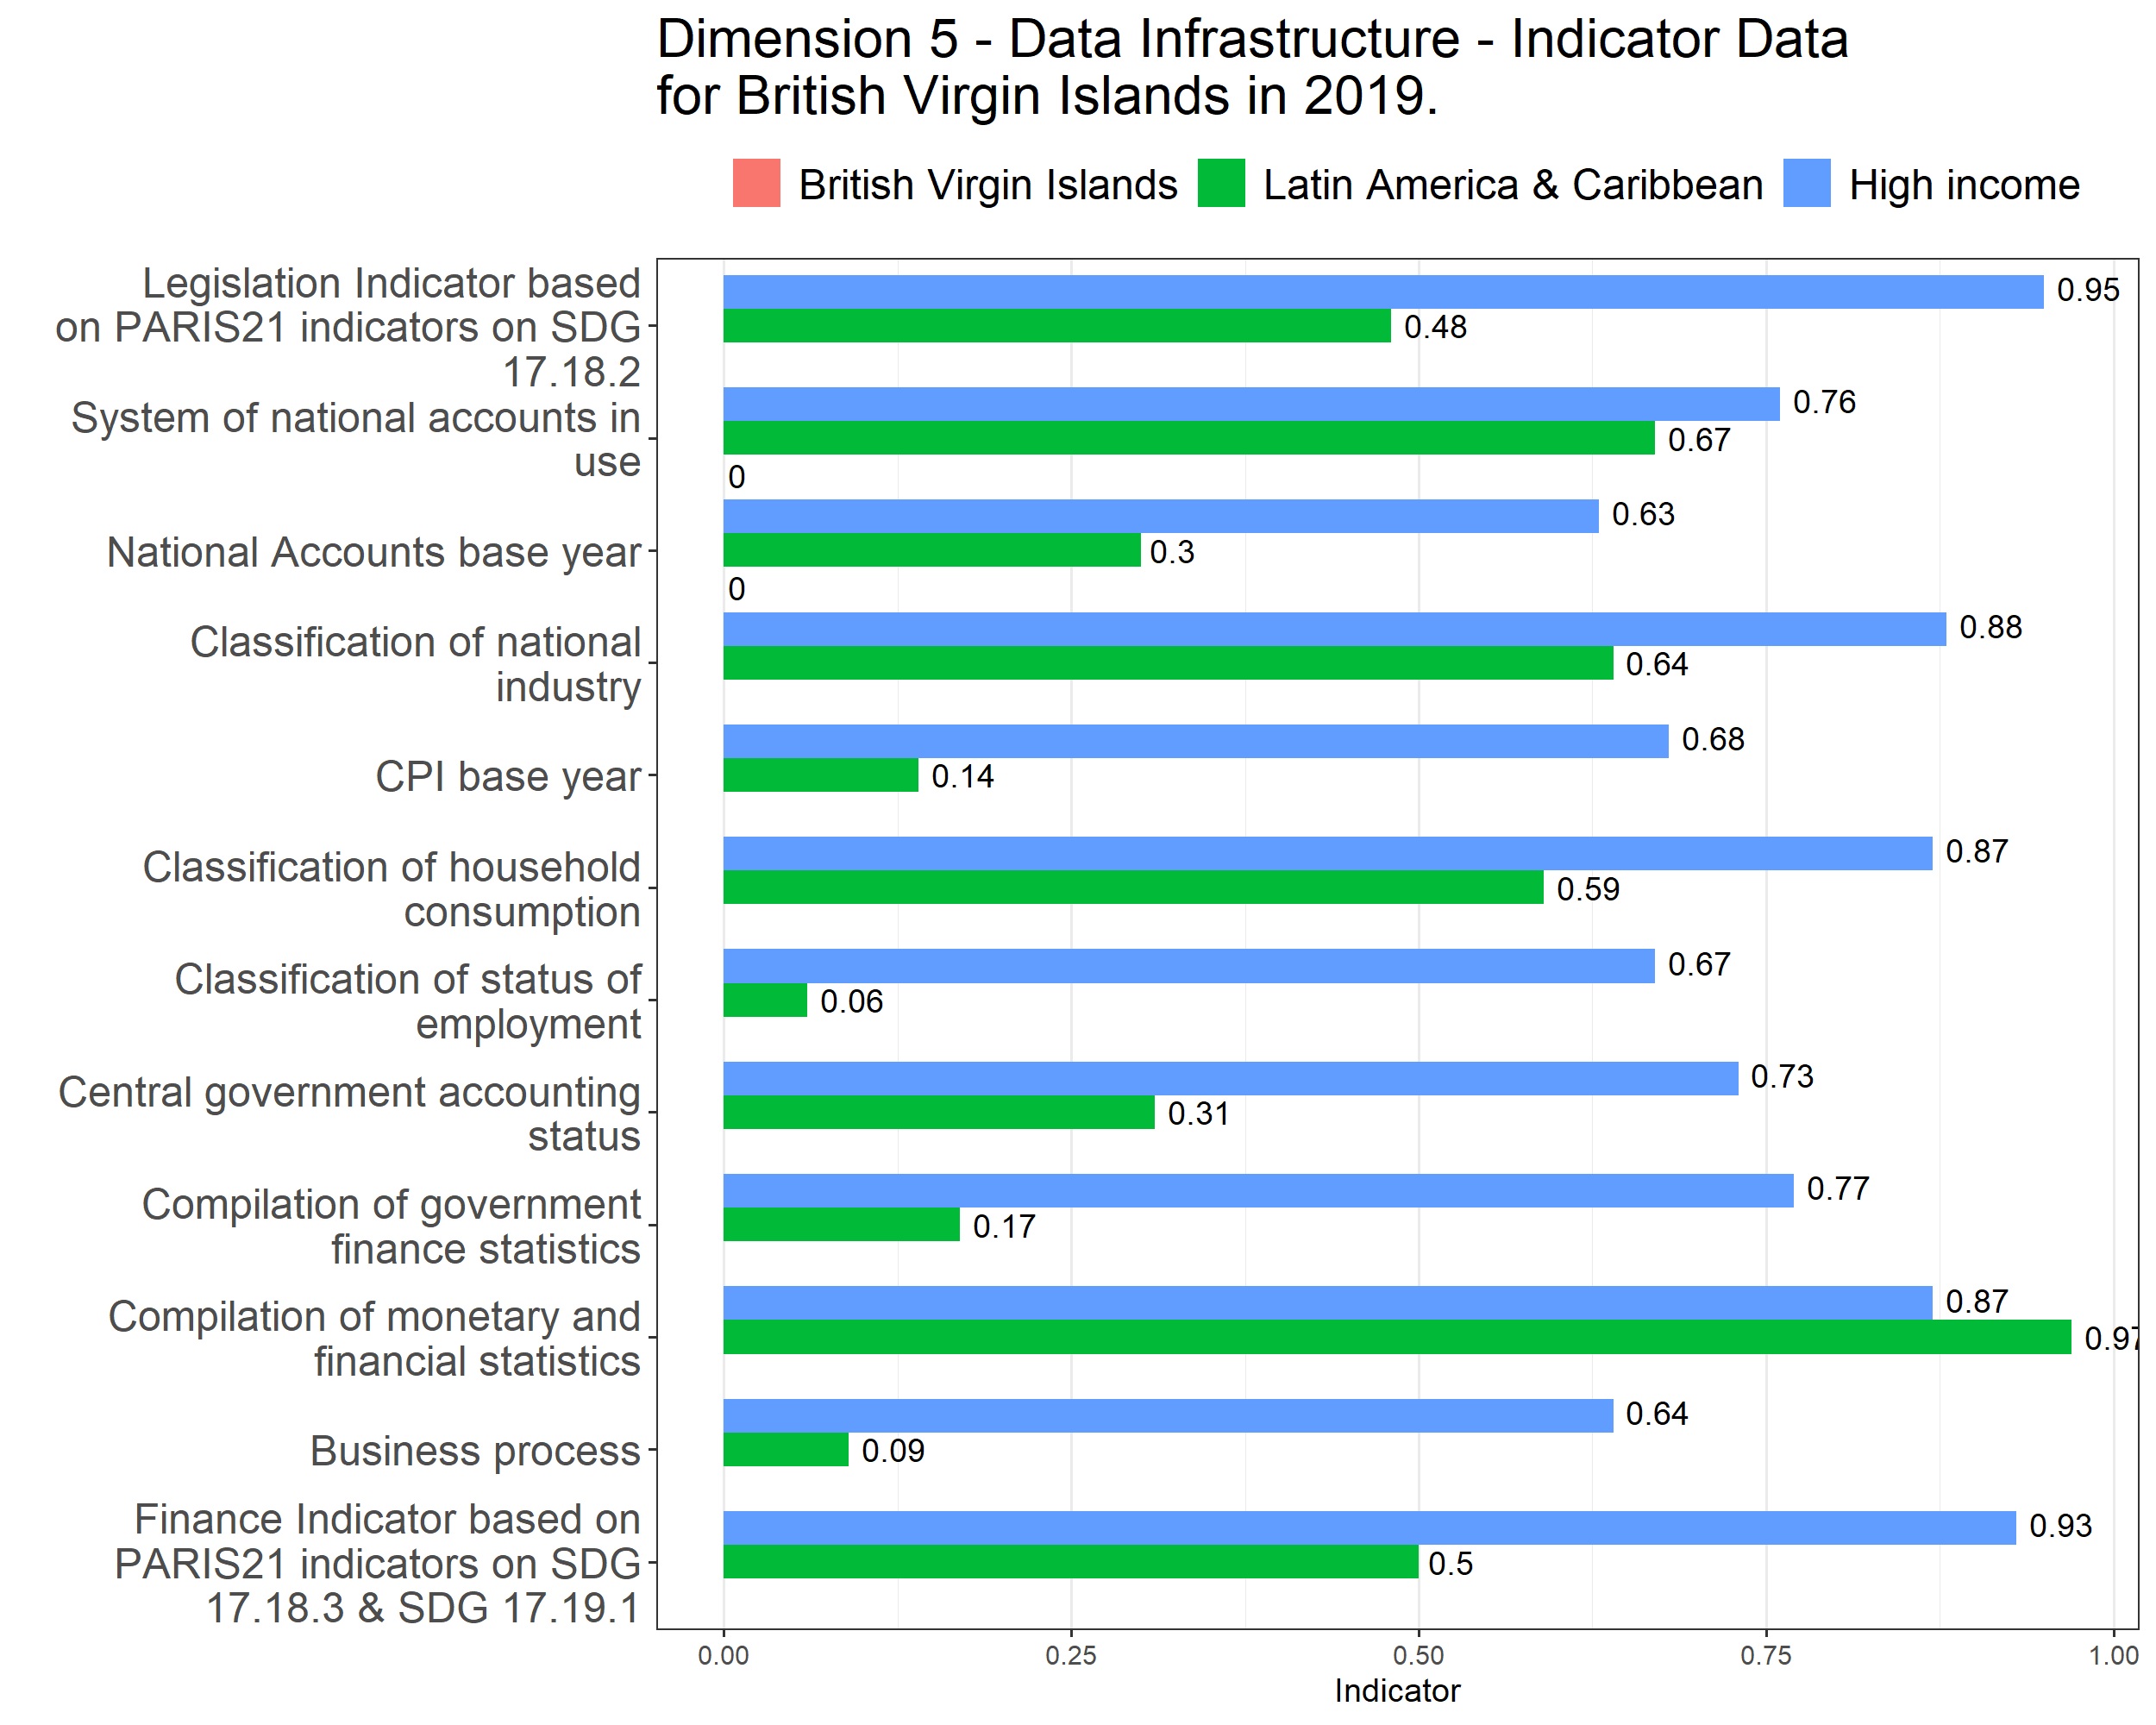 Dimension 5 - Data Infrastructure - Indicator Data
for British Virgin Islands in 2019.
British Virgin Islands
Latin America & Caribbean
High income
Legislation Indicator based
on PARIS21 indicators on SDG
17.18.2
0.95
0.48
System of national accounts in
use
0.76
0.67
0
National Accounts base year
0.63
0.3
0
Classification of national
industry
0.88
0.64
CPI base year
0.68
0.14
Classification of household
consumption
0.87
0.59
Classification of status of
employment
0.67
0.06
Central government accounting
status
0.73
0.31
Compilation of government
finance statistics
0.77
0.17
Compilation of monetary and
financial statistics
0.87
0.97
Business process
0.64
0.09
Finance Indicator based on
PARIS21 indicators on SDG
17.18.3 & SDG 17.19.1
0.93
0.5
0.00
0.25
0.50
0.75
1.00
Indicator